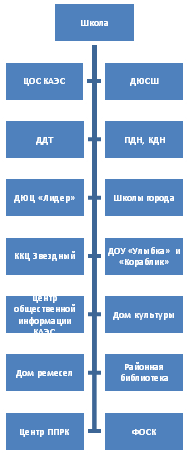 Школа
ЦОС КАЭС
ДЮСШ
ДДТ
ПДН, КДН
ДЮЦ «Лидер»
Школы города
ККЦ Звездный
ДОУ «Улыбка» и
«Кораблик»
Центр
общественной
информации
КАЭС
Дом культуры
Дом ремесел
Районная
библиотека
Центр ППРК
ФОСК